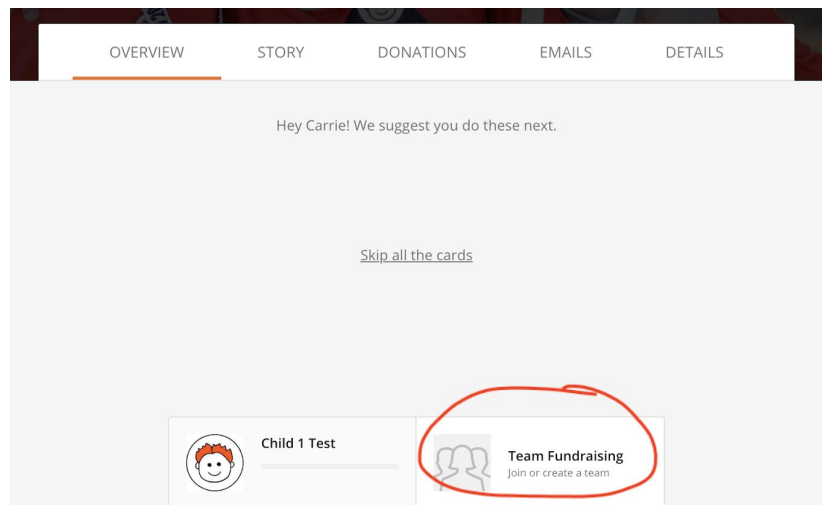 OVERVIEW STORY DONATIONS EMAILS DETAILS
Hey Carrie! We suggest you do these next.
Skip all the cards
Child 1 Test
Team Fundraising
Join or create a team